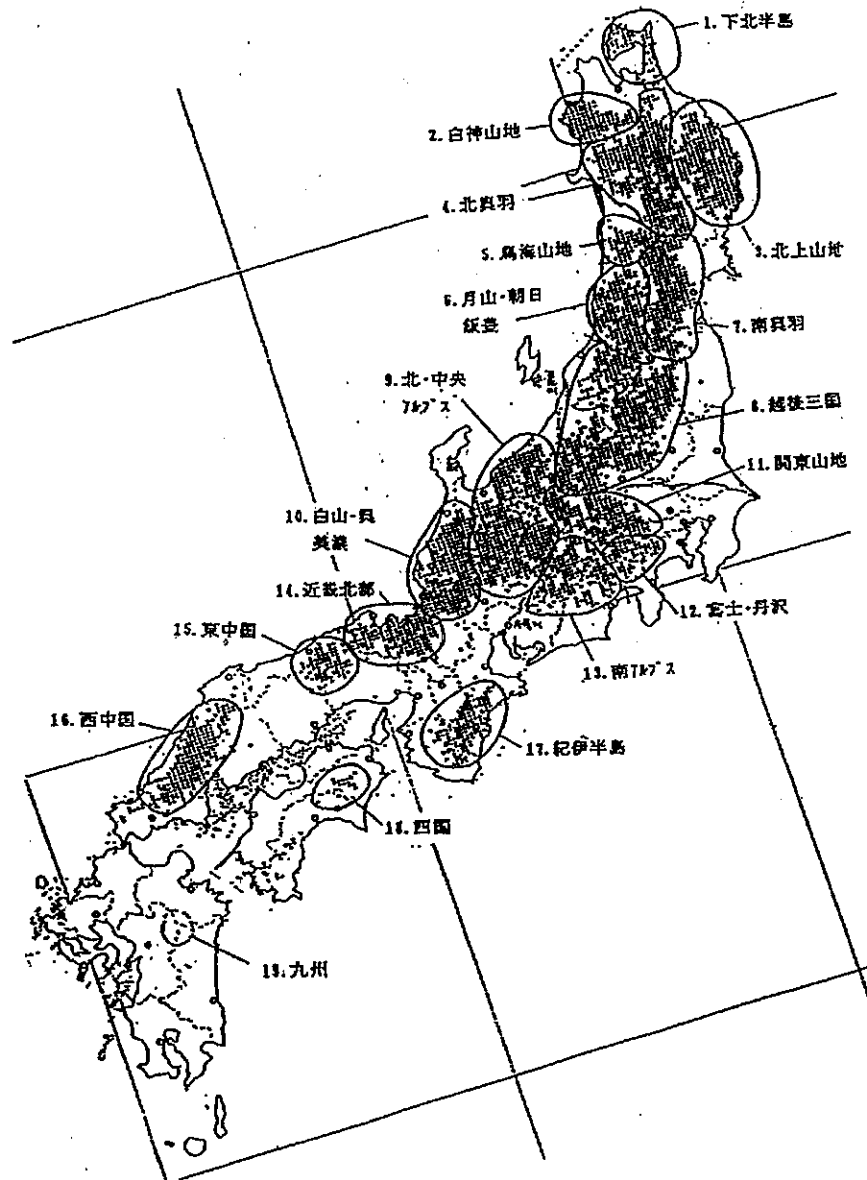 1. 下北半島
2. 白神山地
4. 北奥羽
3. 北上山地
5. 鳥海山地
6. 月山・朝日
飯豊
7. 南奥羽
9. 北・中央
アルプス
8. 越後三国
11. 関東山地
10. 白山・奥
美濃
14. 近畿北部
12. 富士・丹沢
15. 東中国
13. 南アルプス
16. 西中国
17. 紀伊半島
18. 四国
19. 九州